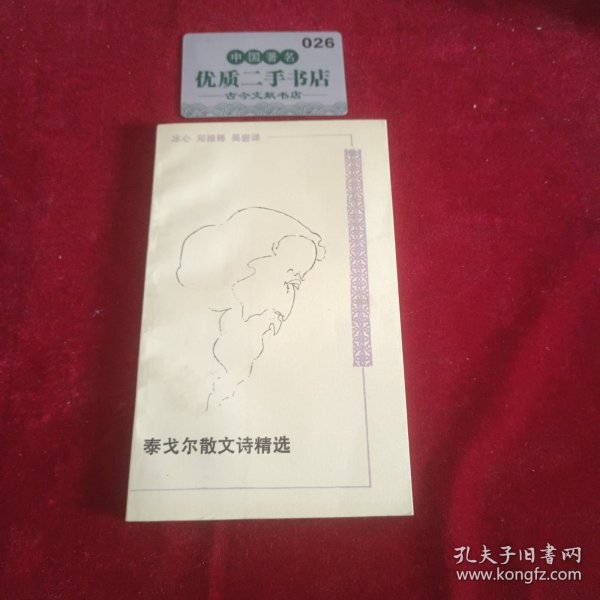 026
中国著名
优质二手书店
古今文献书店
冰心 郑振铎 吴岩译
泰戈尔散文诗精选
孔夫子旧书网
www.kongfz.com